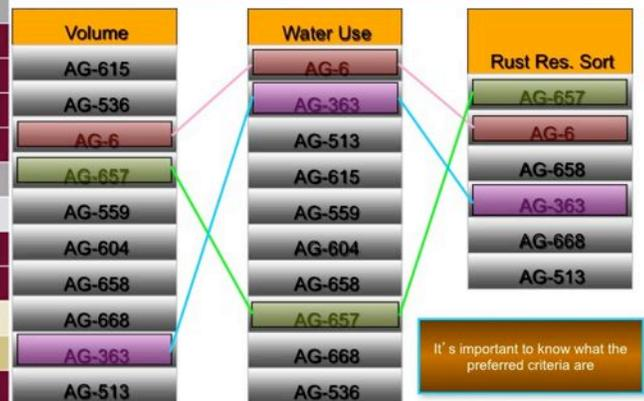 Volume
AG-615
AG-536
AG-6
AG-657
AG-559
AG-604
AG-658
AG-668
AG-363
AG-513
Water Use
AG-6
AG-363
AG-513
AG-615
AG-559
AG-604
AG-658
AG-657
AG-668
AG-536
Rust Res. Sort
AG-657
AG-6
AG-658
AG-363
AG-668
AG-513
It's important to know what the
preferred criteria are